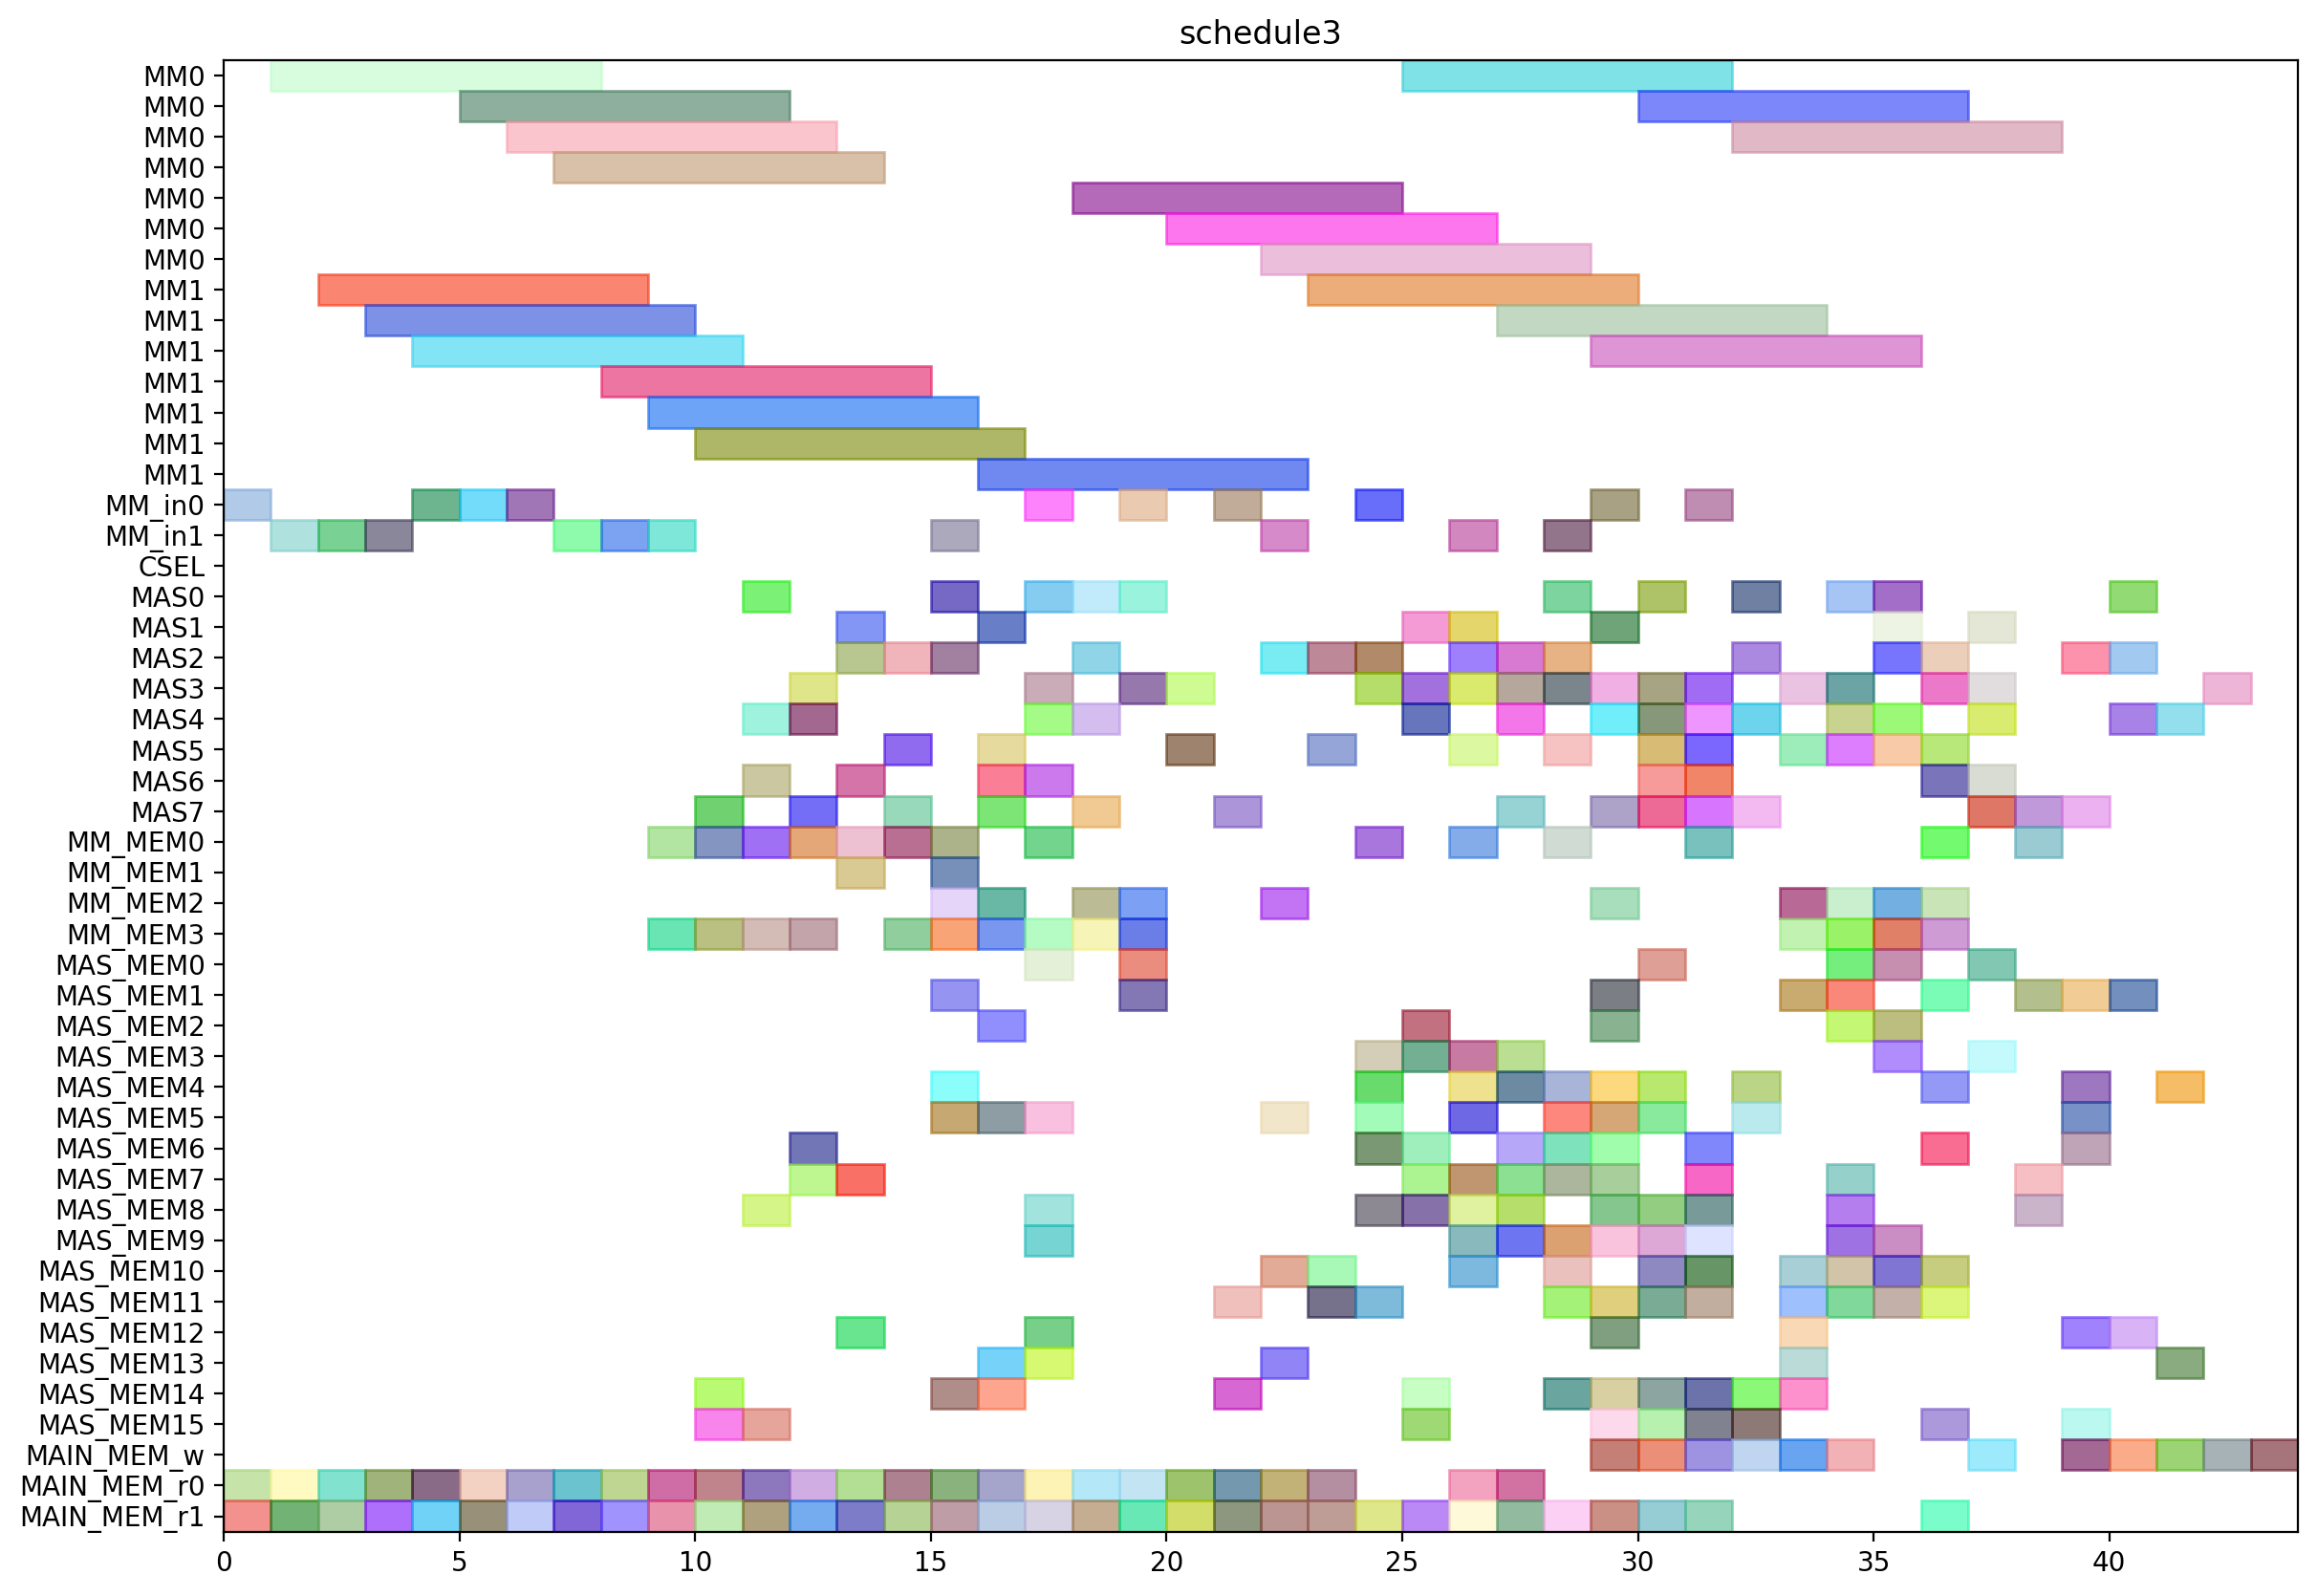 schedule3
MM0
MM0
MM0
MM0
MM0
MM0
MM0
MM1
MM1
MM1
MM1
MM1
MM1
MM1
MM_in0
MM_in1
CSEL
MAS0
MAS1
MAS2
MAS3
MAS4
MAS5
MAS6
MAS7
MM_MEM0
MM_MEM1
MM_MEM2
MM_MEM3
MAS_MEM0
MAS_MEM1
MAS_MEM2
MAS_MEM3
MAS_MEM4
MAS_MEM5
MAS_MEM6
MAS_MEM7
MAS_MEM8
MAS_MEM9
MAS_MEM10
MAS_MEM11
MAS_MEM12
MAS_MEM13
MAS_MEM14
MAS_MEM15
MAIN_MEM_w
MAIN_MEM_r0
MAIN_MEM_r1
0 5 10 15 20 25 30 35 40